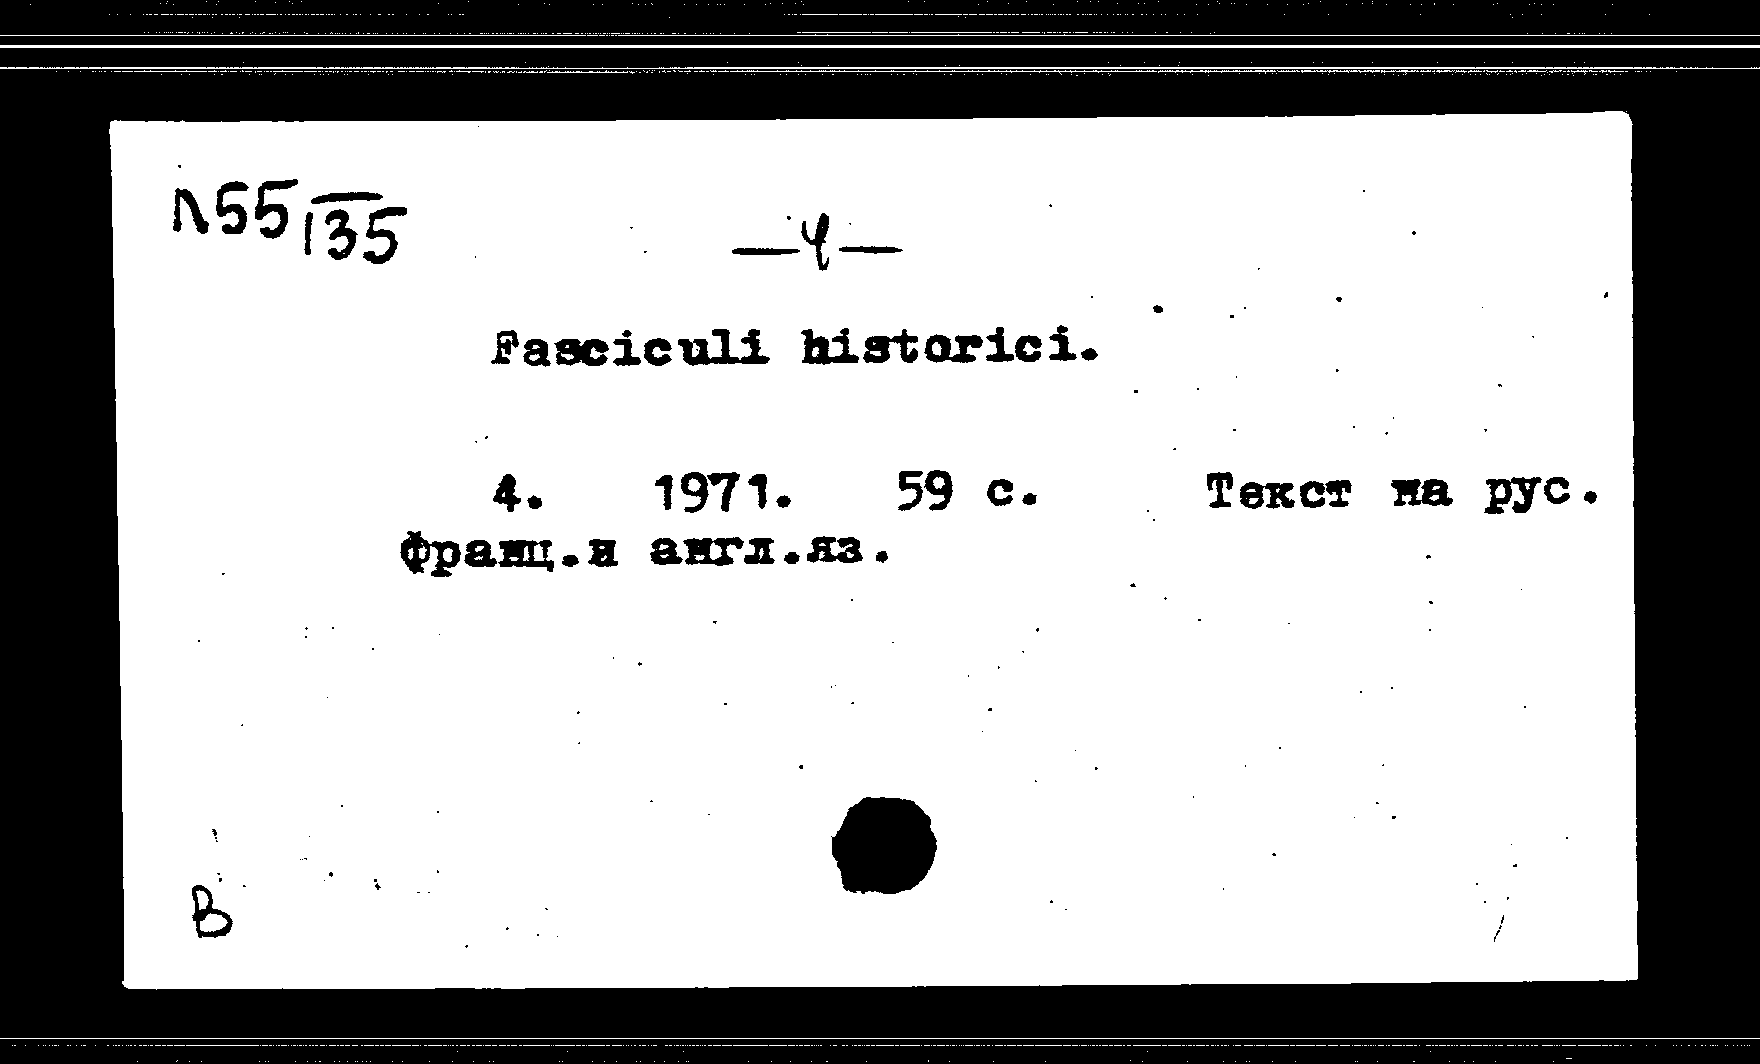 Л55/135
—4—
Fasciculi historici.
4. 1971. 59 с. Текст на рус.
Франц.и англ.яз.
В